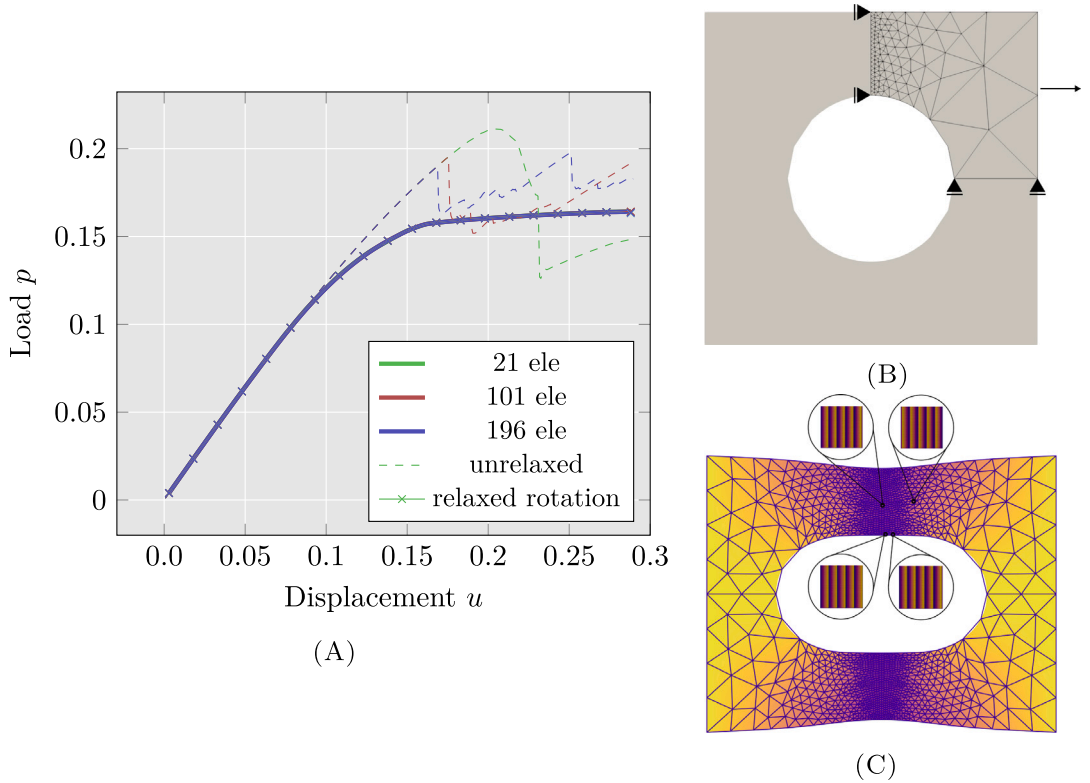 0.2
0.15
0.1
0.05
0
Load p
21 ele
101 ele
196 ele
unrelaxed
relaxed rotation
0.0 0.05 0.1 0.15 0.2 0.25 0.3
Displacement u
(A)
(B)
(C)